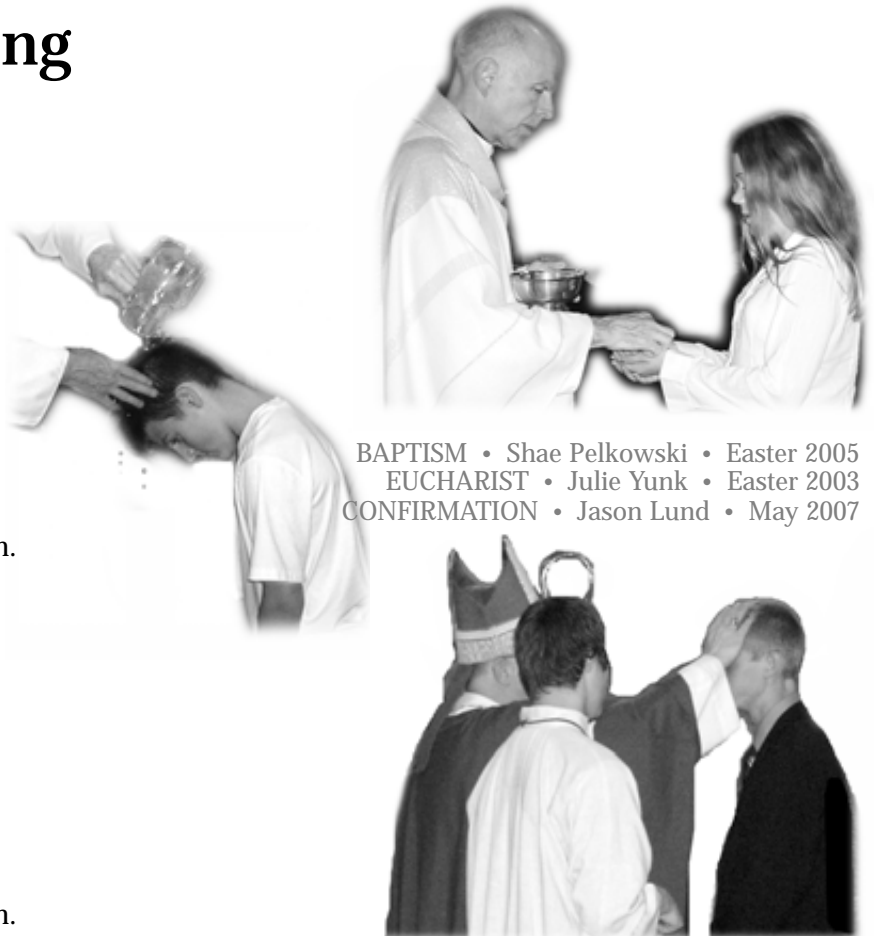 ng
BAPTISM • Shae Pelkowski • Easter 2005
EUCHARIST • Julie Yunk • Easter 2003
CONFIRMATION • Jason Lund • May 2007
n.
n.